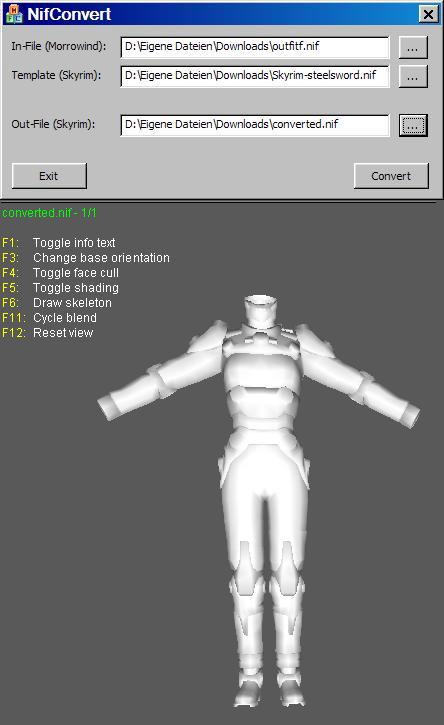 NifConvert
In-File (Morrowind): D:\Eigene Dateien\Downloads\outfitf.nif ...
Template (Skyrim): D:\Eigene Dateien\Downloads\Skyrim-steelsword.nif ...
Out-File (Skyrim): D:\Eigene Dateien\Downloads\converted.nif ...
Exit Convert
converted.nif - 1/1
F1: Toggle info text
F3: Change base orientation
F4: Toggle face cull
F5: Toggle shading
F6: Draw skeleton
F11: Cycle blend
F12: Reset view